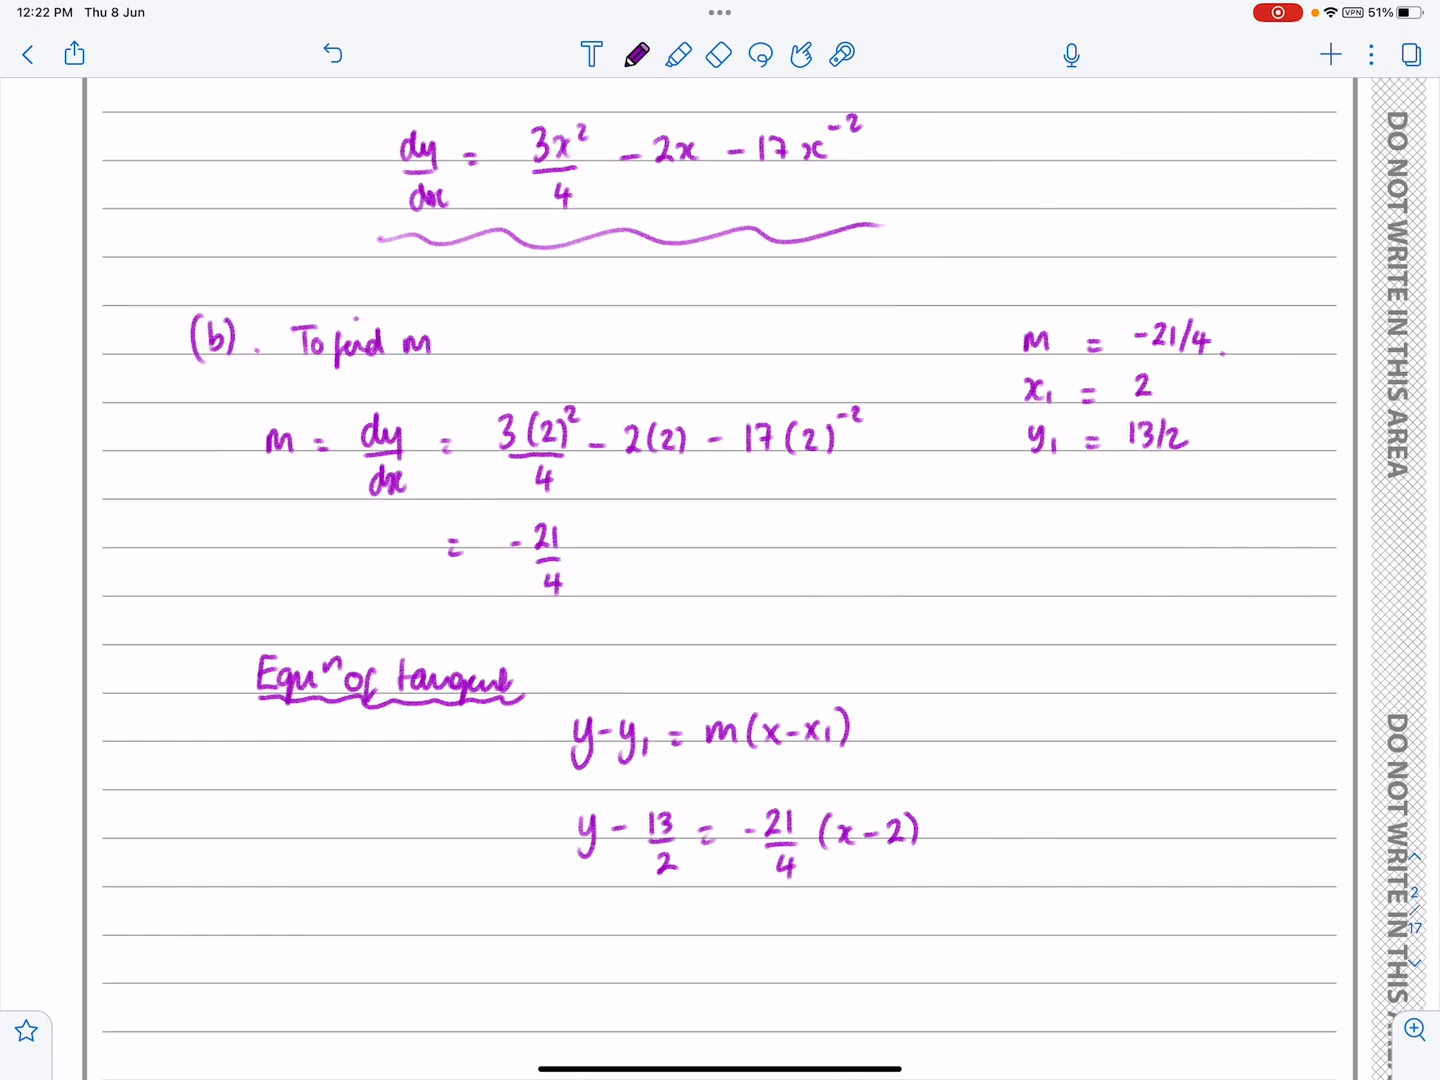 12:22 PM Thu 8 Jun
VPN 51%
dy/dx = 3x²/4 - 2x - 17x⁻²
(b). To find m
m = dy/dx = 3(2)²/4 - 2(2) - 17(2)⁻²
= -21/4
m = -21/4.
x₁ = 2
y₁ = 13/2
Equⁿ of tangent
y-y₁ = m(x-x₁)
y - 13/2 = -21/4 (x-2)
DO NOT WRITE IN THIS AREA
DO NOT WRITE IN THIS
2/17